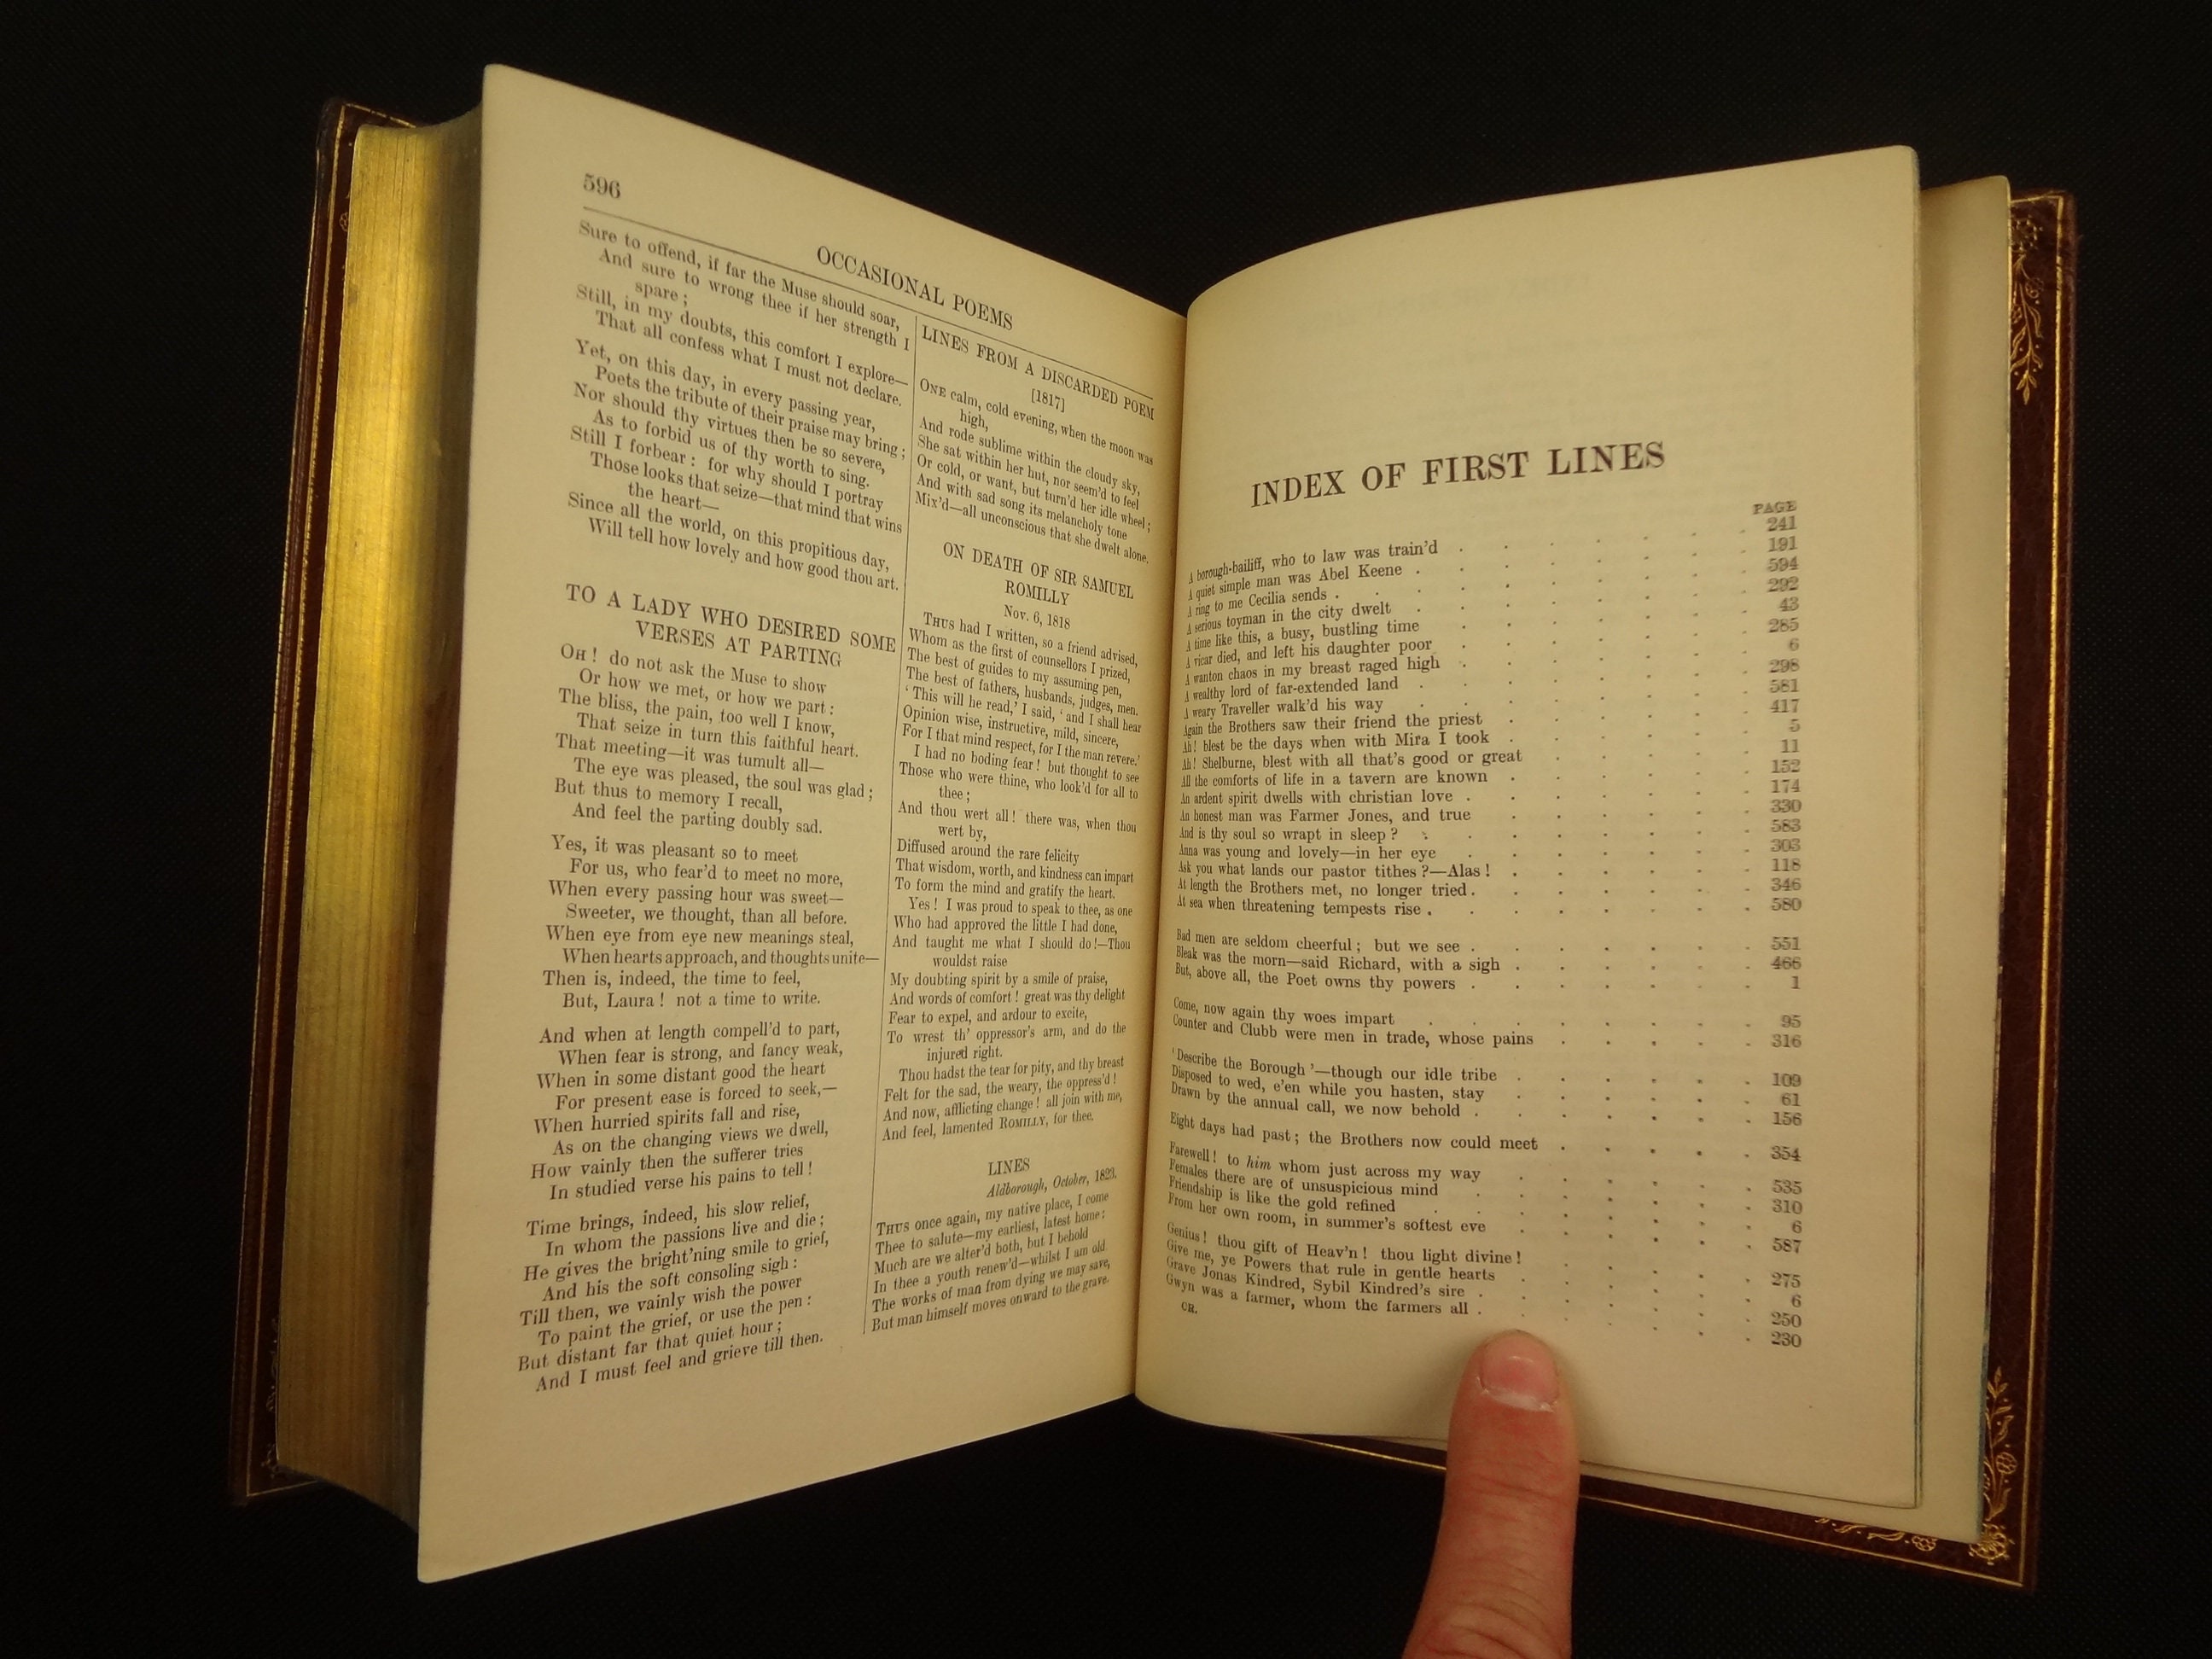 596
OCCASIONAL POEMS
Sure to offend, if far the Muse should soar,
And sure to wrong thee if her strength I
spare;
Still, in my doubts, this comfort I explore—
That all confess what I must not declare.
Yet, on this day, in every passing year,
Poets the tribute of their praise may bring;
Nor should thy virtues then be so severe,
As to forbid us of thy worth to sing.
Still I forbear: for why should I portray
Those looks that seize—that mind that wins
the heart—
Since all the world, on this propitious day,
Will tell how lovely and how good thou art.
TO A LADY WHO DESIRED SOME
VERSES AT PARTING
OH! do not ask the Muse to show
Or how we met, or how we part:
The bliss, the pain, too well I know,
That seize in turn this faithful heart.
That meeting—it was tumult all—
The eye was pleased, the soul was glad;
But thus to memory I recall,
And feel the parting doubly sad.
Yes, it was pleasant so to meet
For us, who fear'd to meet no more,
When every passing hour was sweet—
Sweeter, we thought, than all before.
When eye from eye new meanings steal,
When hearts approach, and thoughts unite—
Then is, indeed, the time to feel,
But, Laura! not a time to write.
And when at length compell'd to part,
When fear is strong, and fancy weak,
When in some distant good the heart
For present ease is forced to seek,—
When hurried spirits fall and rise,
As on the changing views we dwell,
How vainly then the sufferer tries
In studied verse his pains to tell!
Time brings, indeed, his slow relief,
In whom the passions live and die;
He gives the bright'ning smile to grief,
And his the soft consoling sigh:
Till then, we vainly wish the power
To paint the grief, or use the pen:
But distant far that quiet hour;
And I must feel and grieve till then.
LINES FROM A DISCARDED POEM
[1817]
ONE calm, cold evening, when the moon was
high,
And rode sublime within the cloudy sky,
She sat within her hut, nor seem'd to feel
Or cold, or want, but turn'd her idle wheel;
And with sad song its melancholy tone
Mix'd—all unconscious that she dwelt alone.
ON DEATH OF SIR SAMUEL
ROMILLY
Nov. 6, 1818
THUS had I written, so a friend advised,
Whom as the first of counsellors I prized,
The best of guides to my assuming pen,
The best of fathers, husbands, judges, men.
'This will he read,' I said, 'and I shall hear
Opinion wise, instructive, mild, sincere,
For I that mind respect, for I the man revere.'
I had no boding fear! but thought to see
Those who were thine, who look'd for all to
thee;
And thou wert all! there was, when thou
wert by,
Diffused around the rare felicity
That wisdom, worth, and kindness can impart
To form the mind and gratify the heart.
Yes! I was proud to speak to thee, as one
Who had approved the little I had done,
And taught me what I should do!—Thou
wouldst raise
My doubting spirit by a smile of praise,
And words of comfort! great was thy delight
Fear to expel, and ardour to excite,
To wrest th' oppressor's arm, and do the
injured right.
Thou hadst the tear for pity, and thy breast
Felt for the sad, the weary, the oppress'd!
And now, afflicting change! all join with me,
And feel, lamented ROMILLY, for thee.
LINES
Aldborough, October, 1823.
THUS once again, my native place, I come
Thee to salute—my earliest, latest home:
Much are we alter'd both, but I behold
In thee a youth renew'd—whilst I am old.
The works of man from dying we may save,
But man himself moves onward to the grave.
INDEX OF FIRST LINES
PAGE
A borough-bailiff, who to law was train'd 241
A quiet simple man was Abel Keene 191
A ring to me Cecilia sends 594
A serious toyman in the city dwelt 292
A time like this, a busy, bustling time 43
A vicar died, and left his daughter poor 285
A wanton chaos in my breast raged high 6
A wealthy lord of far-extended land 298
A weary Traveller walk'd his way 581
Again the Brothers saw their friend the priest 417
Ah! blest be the days when with Mira I took 5
Ah! Shelburne, blest with all that's good or great 11
All the comforts of life in a tavern are known 152
An ardent spirit dwells with christian love 174
An honest man was Farmer Jones, and true 330
And is thy soul so wrapt in sleep? 583
Anna was young and lovely—in her eye 303
Ask you what lands our pastor tithes?—Alas! 118
At length the Brothers met, no longer tried 346
At sea when threatening tempests rise 580
Bad men are seldom cheerful; but we see 551
Bleak was the morn—said Richard, with a sigh 466
But, above all, the Poet owns thy powers 1
Come, now again thy woes impart 95
Counter and Clubb were men in trade, whose pains 316
'Describe the Borough'—though our idle tribe 109
Disposed to wed, e'en while you hasten, stay 61
Drawn by the annual call, we now behold 156
Eight days had past; the Brothers now could meet 354
Farewell! to him whom just across my way 535
Females there are of unsuspicious mind 310
Friendship is like the gold refined 6
From her own room, in summer's softest eve 587
Genius! thou gift of Heav'n! thou light divine! 275
Give me, ye Powers that rule in gentle hearts 6
Grave Jonas Kindred, Sybil Kindred's sire 250
Gwyn was a farmer, whom the farmers all 230
CR.